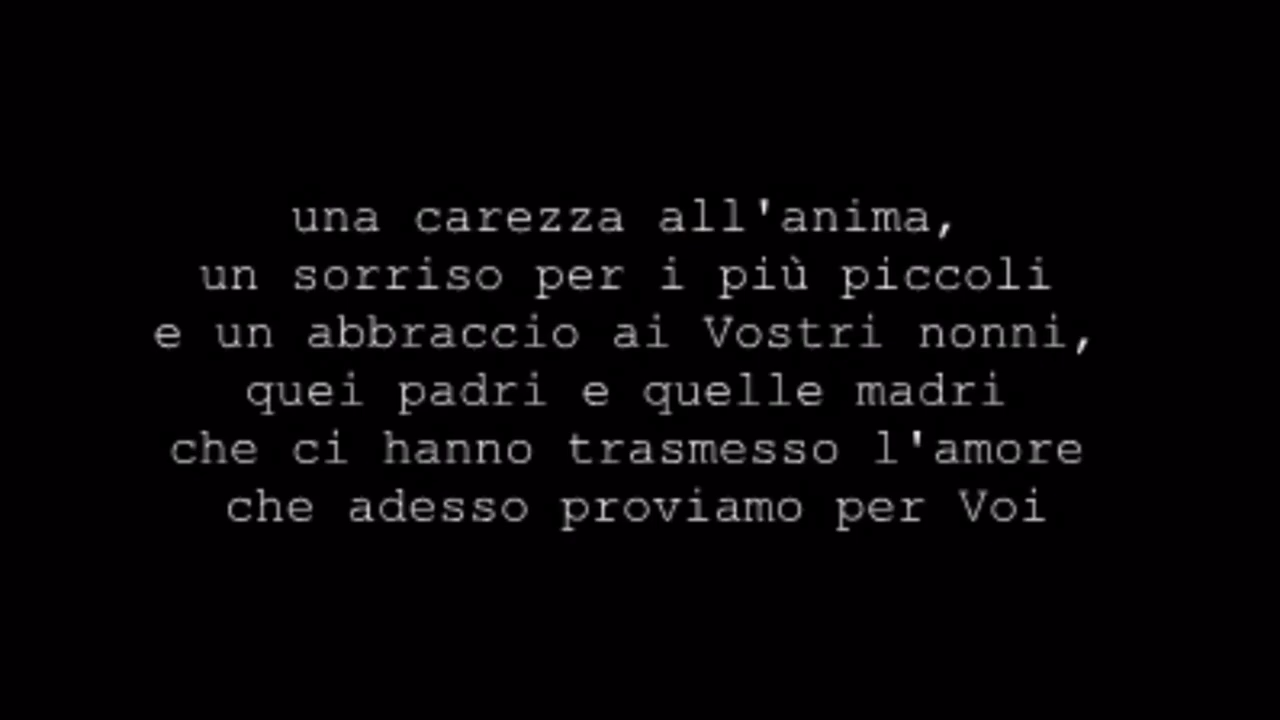 una carezza all'anima,
un sorriso per i più piccoli
e un abbraccio ai Vostri nonni,
quei padri e quelle madri
che ci hanno trasmesso l'amore
che adesso proviamo per Voi